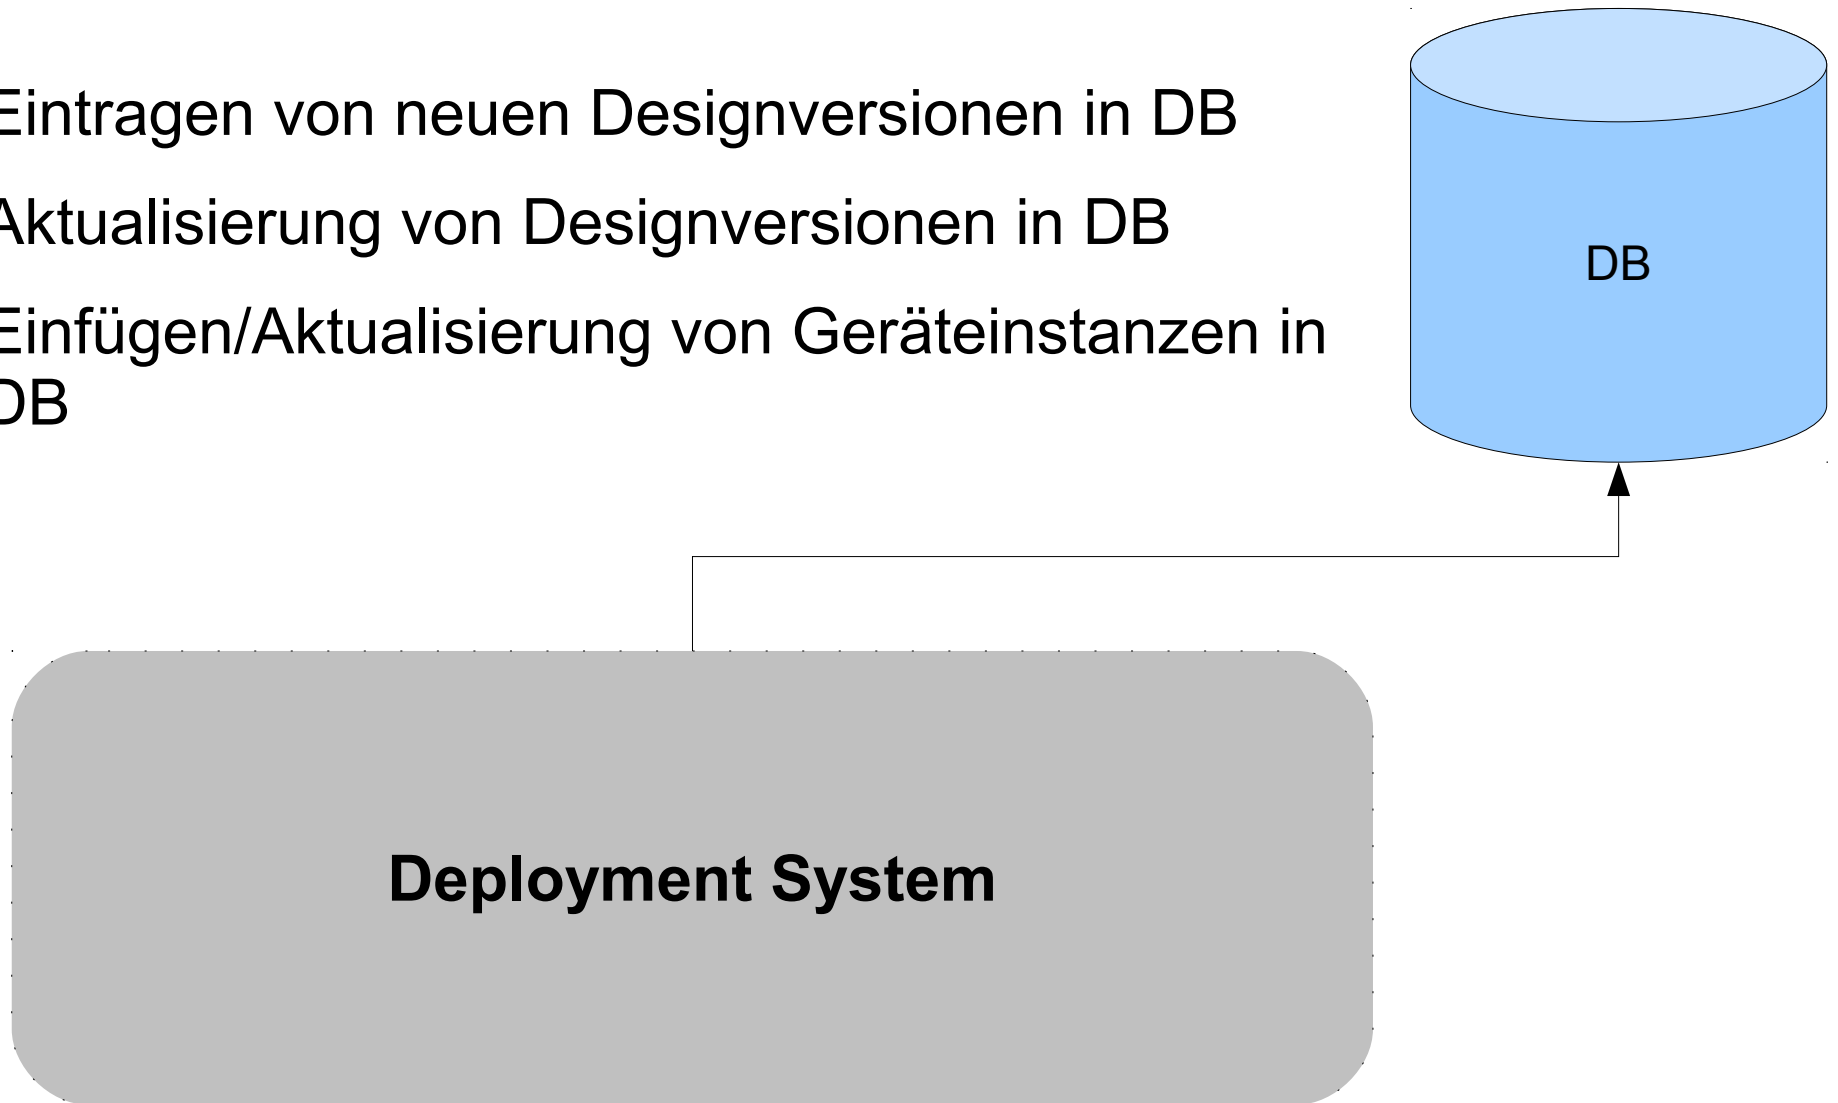 Eintragen von neuen Designversionen in DB
Aktualisierung von Designversionen in DB
Einfügen/Aktualisierung von Geräteinstanzen in
DB
DB
Deployment System